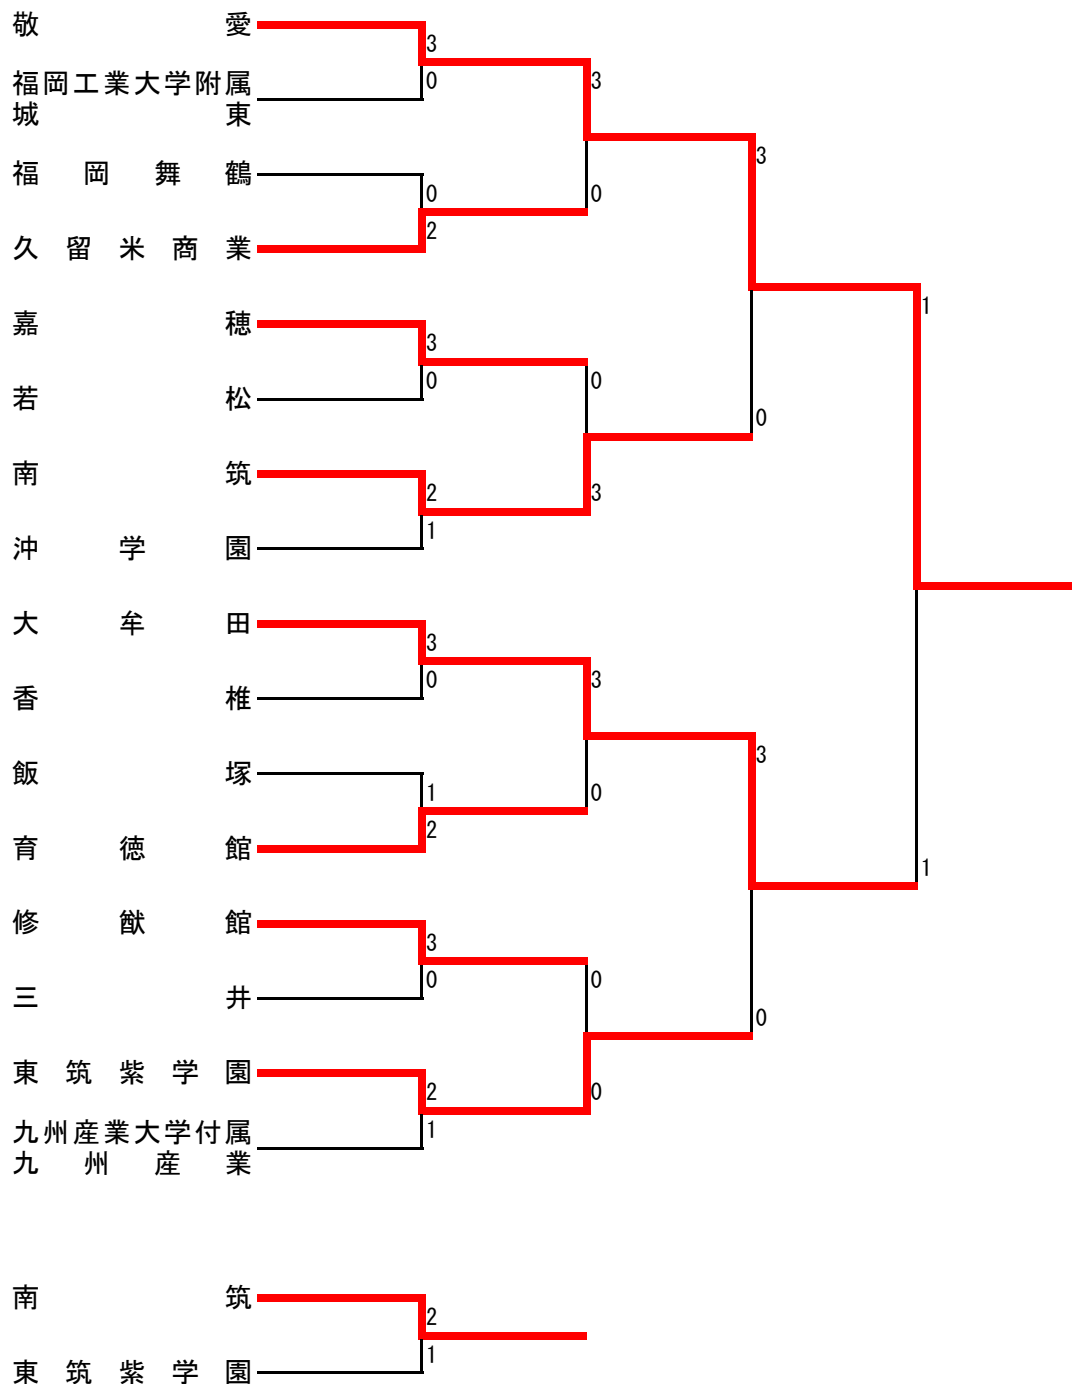 敬愛
3
福岡工業大学附属
城東
0
3
福岡舞鶴
0
0
久留米商業
2
3
嘉穂
3
0
若松
0
0
南筑
2
3
沖学園
1
1
大牟田
3
3
香椎
0
3
飯塚
1
0
育徳館
2
1
修猷館
3
0
三井
0
0
東筑紫学園
2
0
九州産業大学付属
九州産業
1
南筑
2
東筑紫学園
1